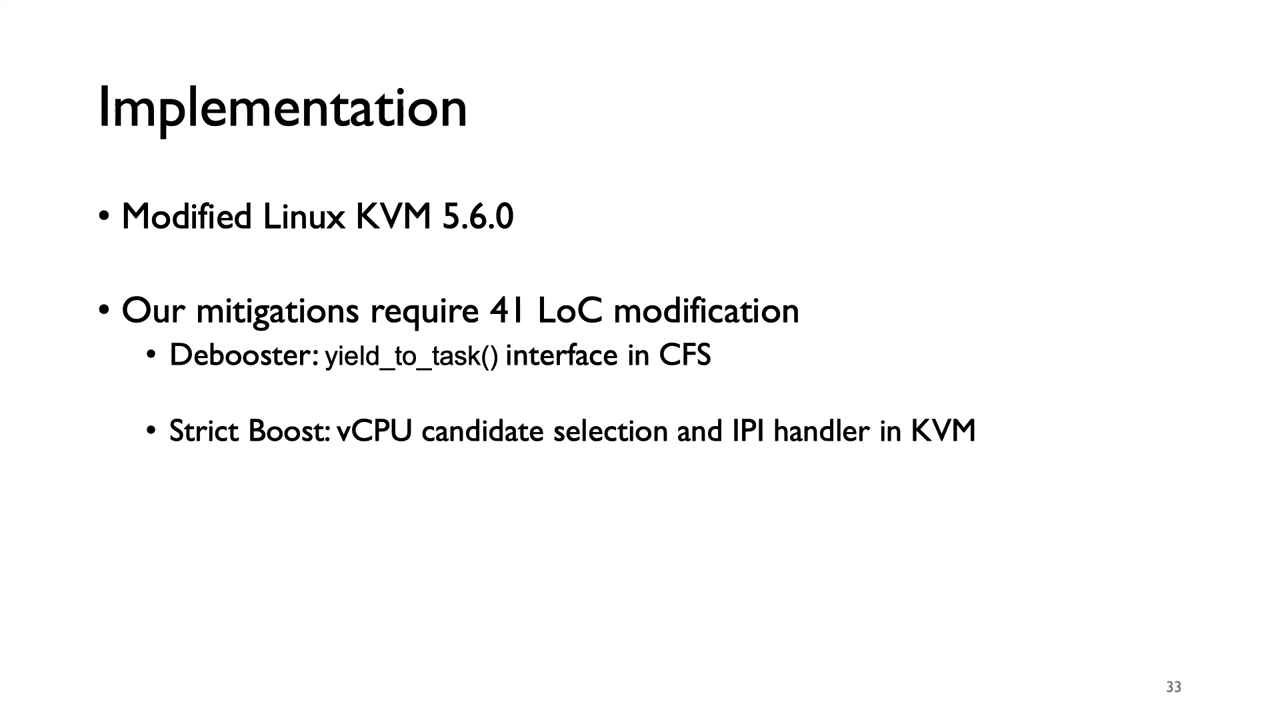 Implementation
• Modified Linux KVM 5.6.0
• Our mitigations require 41 LoC modification
• Debooster: yield_to_task() interface in CFS
• Strict Boost: vCPU candidate selection and IPI handler in KVM
33